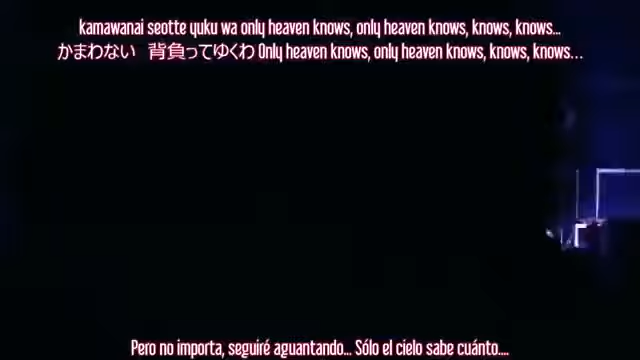 kamawanai seotte yuku wa only heaven knows, only heaven knows, knows, knows...
かまわない　背負ってゆくわ Only heaven knows, only heaven knows, knows, knows…
Pero no importa, seguiré aguantando... Sólo el cielo sabe cuánto....